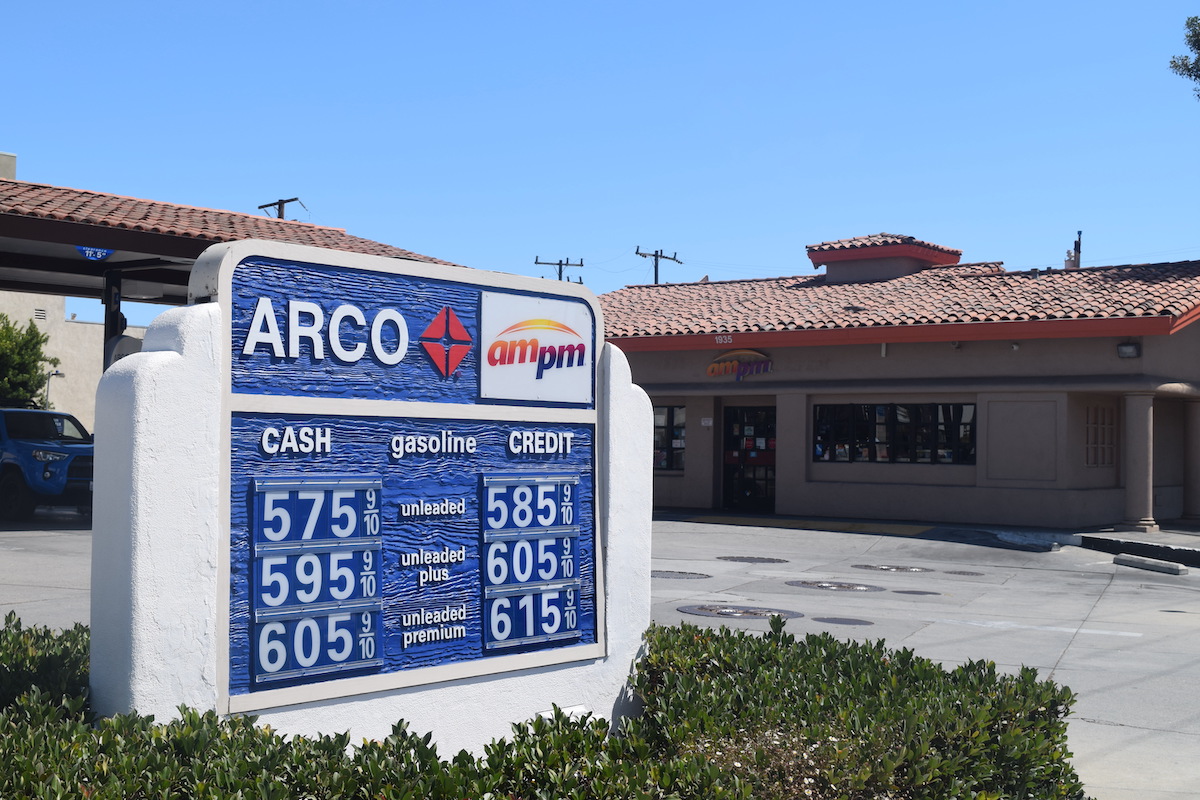 ARCO
ampm
CASH gasoline CREDIT
575 9/10 unleaded 585 9/10
595 9/10 unleaded plus 605 9/10
605 9/10 unleaded premium 615 9/10
1935
ampm